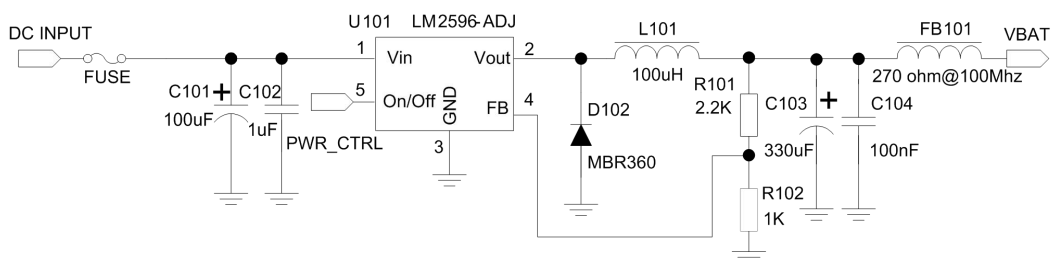 U101 LM2596-ADJ
DC INPUT
FUSE
1
Vin
Vout
2
L101
100uH
FB101
270 ohm@100Mhz
VBAT
C101
+
100uF
C102
1uF
5
On/Off
PWR_CTRL
GND
3
FB
4
D102
MBR360
R101
2.2K
R102
1K
C103
+
330uF
C104
100nF